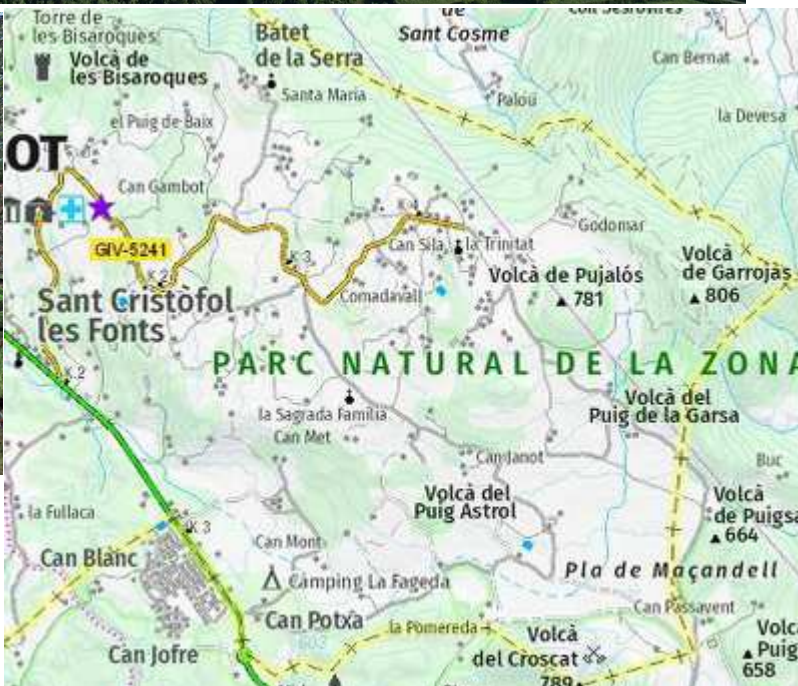 Torre de
les Bisaroques
Volcà de
les Bisaroques
Batet
de la Serra
de
Sant Cosme
Can Bernat
Santa Maria
Palou
la Devesa
el Puig de Baix
OT
Can Gambot
K 4
GIV-5241
Can Sila
la Trinitat
Godomar
K 3
K 2
Volcà de Pujalós
▲ 781
Volcà
de Garrojas
▲ 806
Sant Cristòfol
les Fonts
Comadavall
PARC NATURAL DE LA ZONA
K 2
la Sagrada Família
Volcà del
Puig de la Garsa
Can Met
Can Janot
Buc
la Fullaca
Volcà del
Puig Astrol
Volcà
de Puigsa
▲ 664
K 3
Can Mont
Can Blanc
Càmping La Fageda
Pla de Maçandell
Can Potxa
Can Passavent
603
la Pomereda
Can Jofre
Volcà
del Croscat
789
Volc
Puig
658